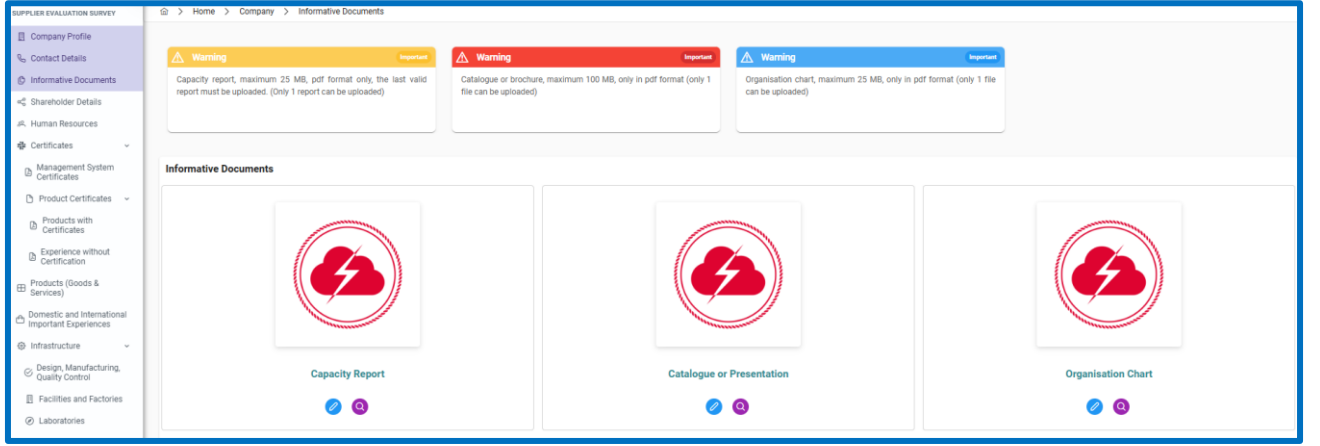 SUPPLIER EVALUATION SURVEY
Company Profile
Contact Details
Informative Documents
Shareholder Details
Human Resources
Certificates
Management System
Certificates
Product Certificates
Products with
Certificates
Experience without
Certification
Products (Goods &
Services)
Domestic and International
Important Experiences
Infrastructure
Design, Manufacturing,
Quality Control
Facilities and Factories
Laboratories
> Home > Company > Informative Documents
Warning Important
Capacity report, maximum 25 MB, pdf format only, the last valid
report must be uploaded. (Only 1 report can be uploaded)
Warning Important
Catalogue or brochure, maximum 100 MB, only in pdf format (only 1
file can be uploaded)
Warning Important
Organisation chart, maximum 25 MB, only in pdf format (only 1 file
can be uploaded)
Informative Documents
Capacity Report
Catalogue or Presentation
Organisation Chart